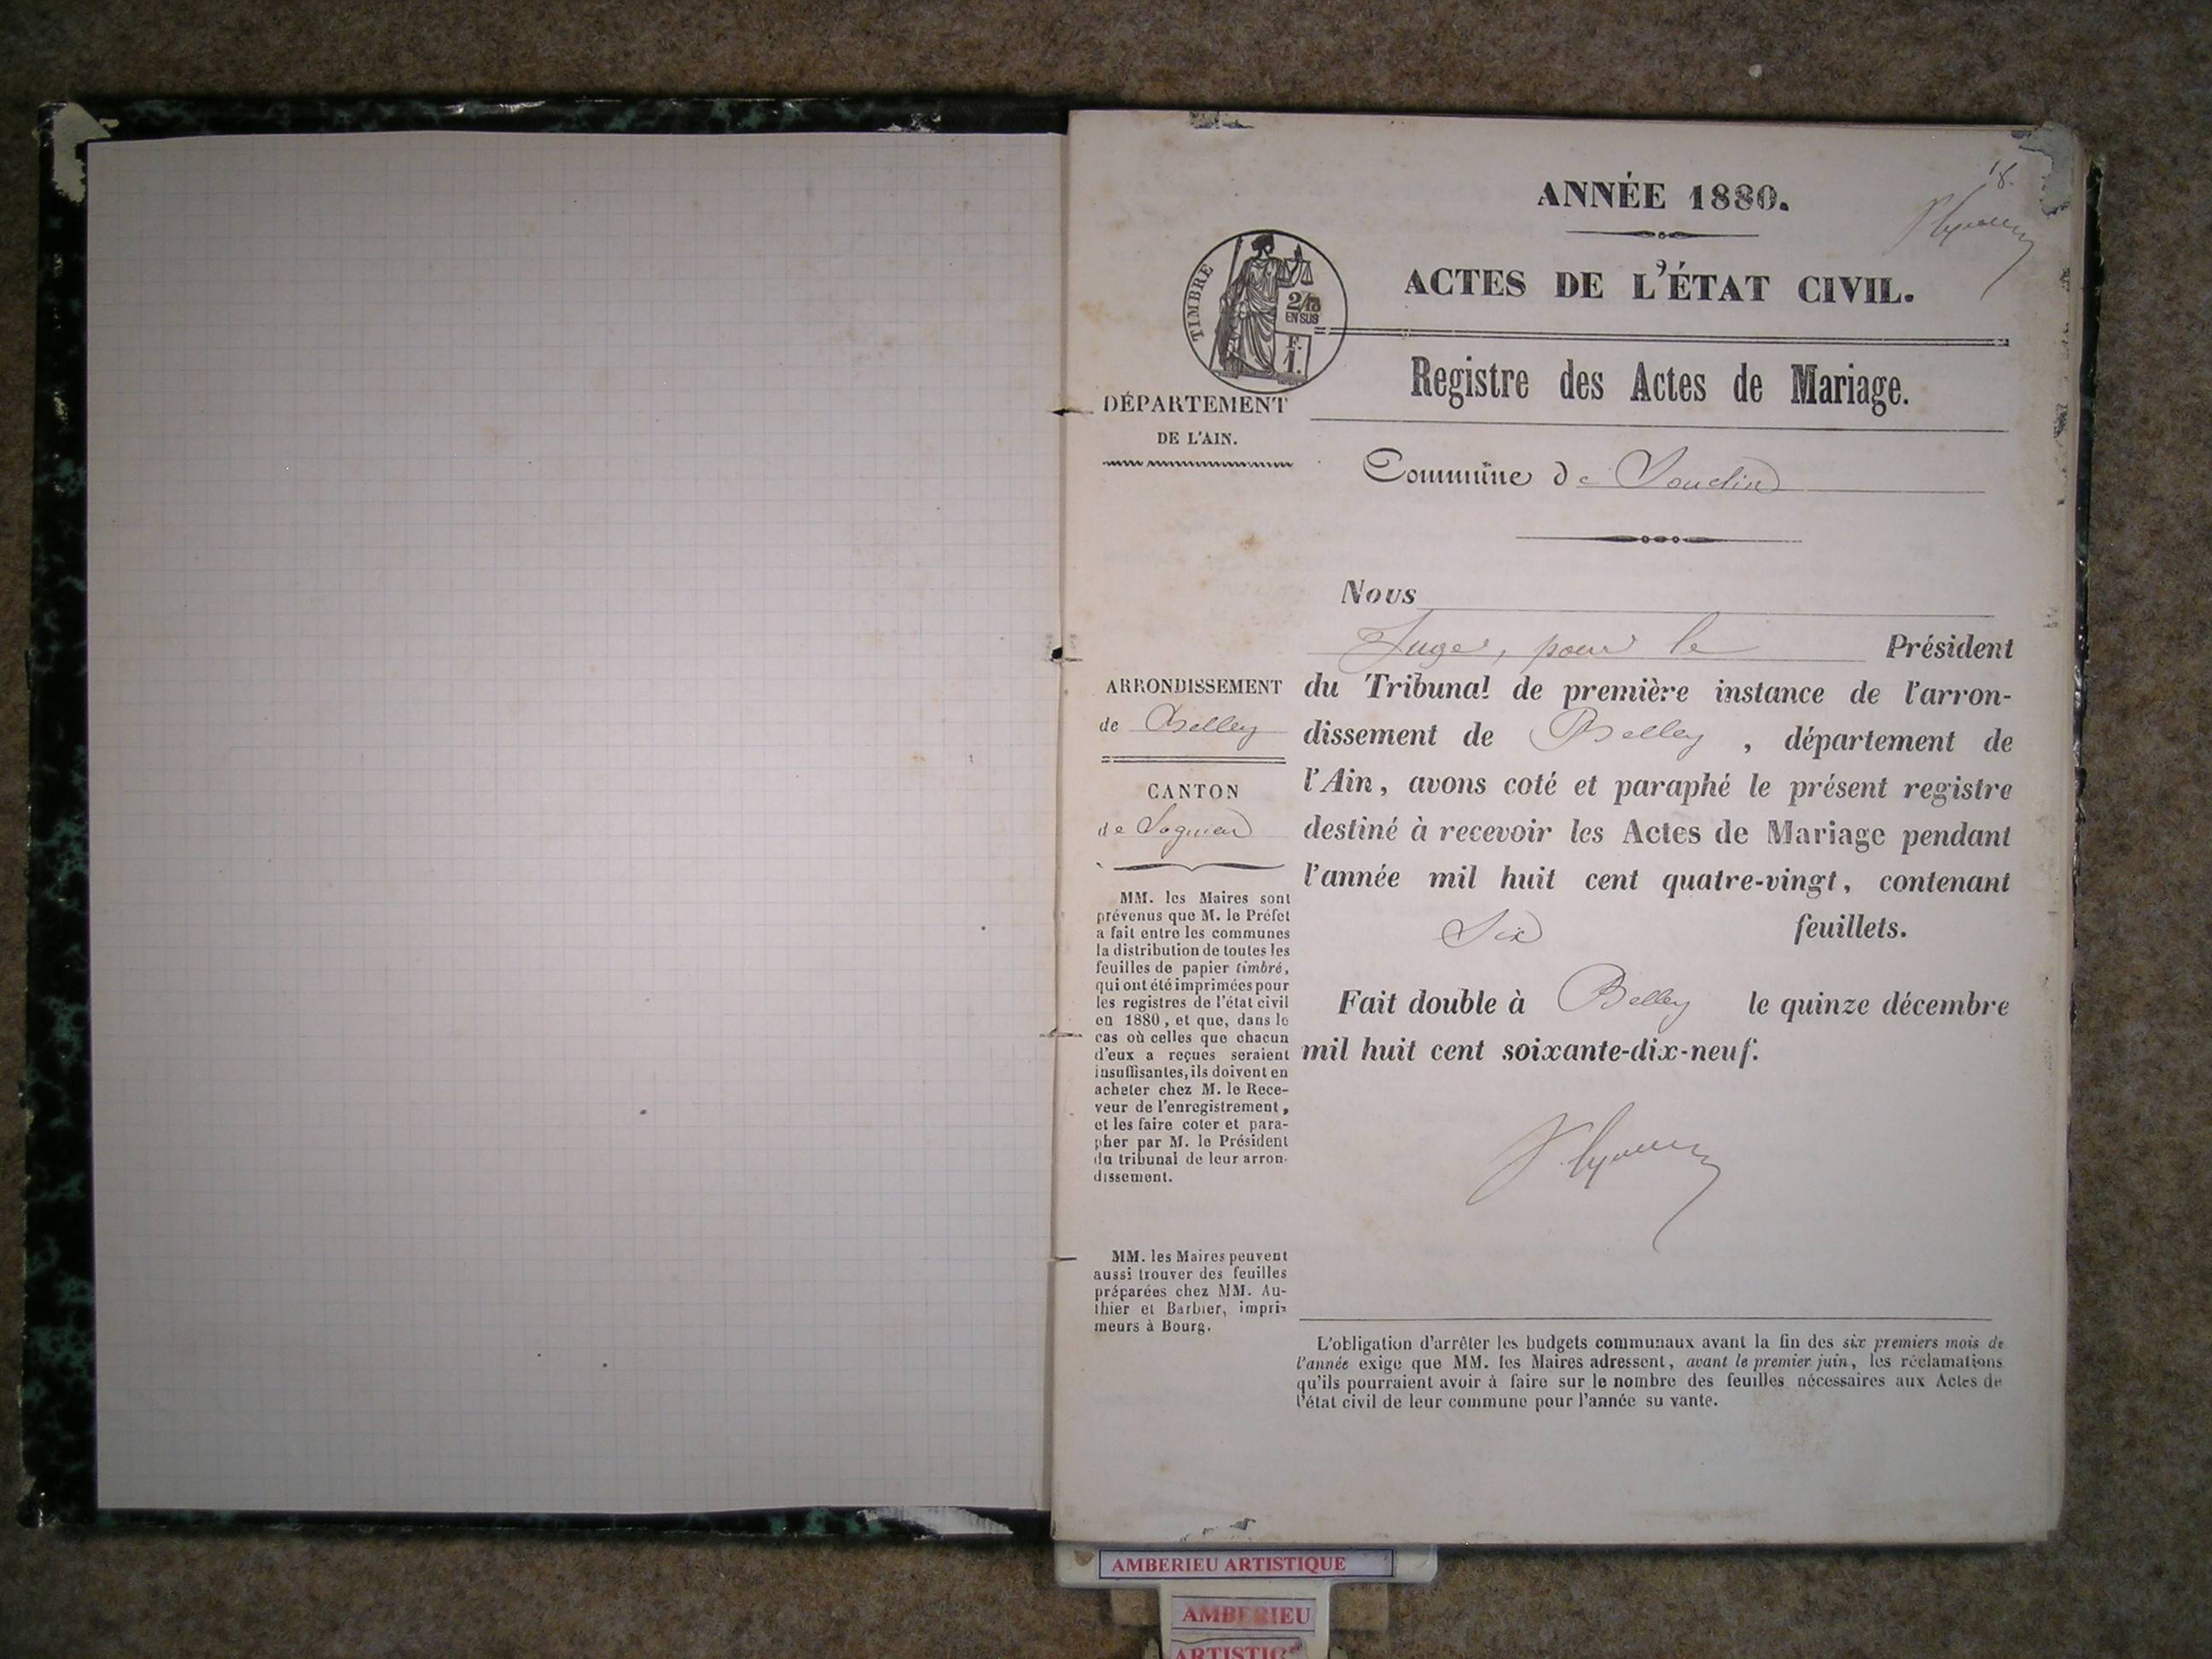 18.
ANNÉE 1880.
ACTES DE L'ÉTAT CIVIL.
TIMBRE
2/10
EN SUS
F.
1.
Registre des Actes de Mariage.
DÉPARTEMENT
DE L'AIN.
Commune de Souclin
Nous
Juge, pour le Président
du Tribunal de première instance de l'arron-
dissement de Belley, département de
l'Ain, avons coté et paraphé le présent registre
destiné à recevoir les Actes de Mariage pendant
l'année mil huit cent quatre-vingt, contenant
Six feuillets.
Fait double à Belley le quinze décembre
mil huit cent soixante-dix-neuf.
ARRONDISSEMENT
de Belley
CANTON
de Lagnieu
MM. les Maires sont
prévenus que M. le Préfet
a fait entre les communes
la distribution de toutes les
feuilles de papier timbré,
qui ont été imprimées pour
les registres de l'état civil
en 1880, et que, dans le
cas où celles que chacun
d'eux a reçues seraient
insuffisantes, ils doivent en
acheter chez M. le Rece-
veur de l'enregistrement,
et les faire coter et para-
pher par M. le Président
du tribunal de leur arron-
dissement.
MM. les Maires peuvent
aussi trouver des feuilles
préparées chez MM. Au-
thier et Barbier, impri-
meurs à Bourg.
L'obligation d'arrêter les budgets communaux avant la fin des six premiers mois de
l'année exige que MM. les Maires adressent, avant le premier juin, les réclamations
qu'ils pourraient avoir à faire sur le nombre des feuilles nécessaires aux Actes de
l'état civil de leur commune pour l'année su vante.
AMBERIEU ARTISTIQUE
AMBERIEU
ARTISTIQUE